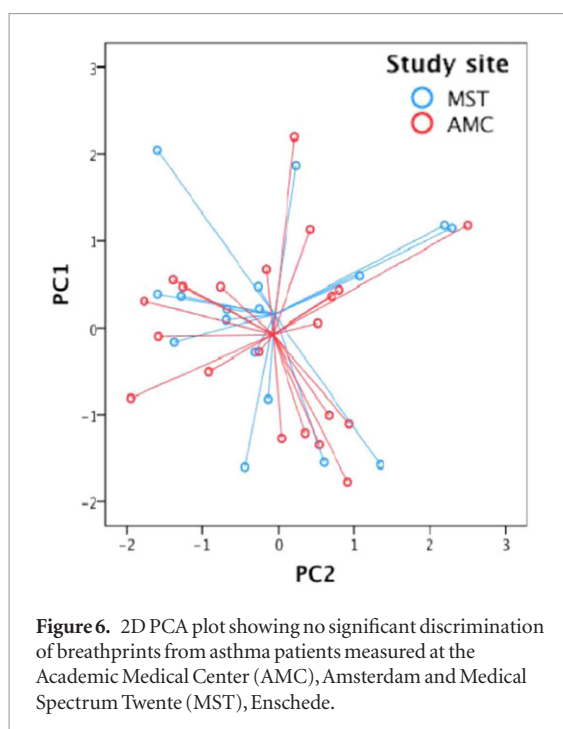 Study site
MST
AMC
3
2
1
0
-1
-2
PC1
-2
-1
0
1
2
3
PC2
Figure 6. 2D PCA plot showing no significant discrimination
of breathprints from asthma patients measured at the
Academic Medical Center (AMC), Amsterdam and Medical
Spectrum Twente (MST), Enschede.